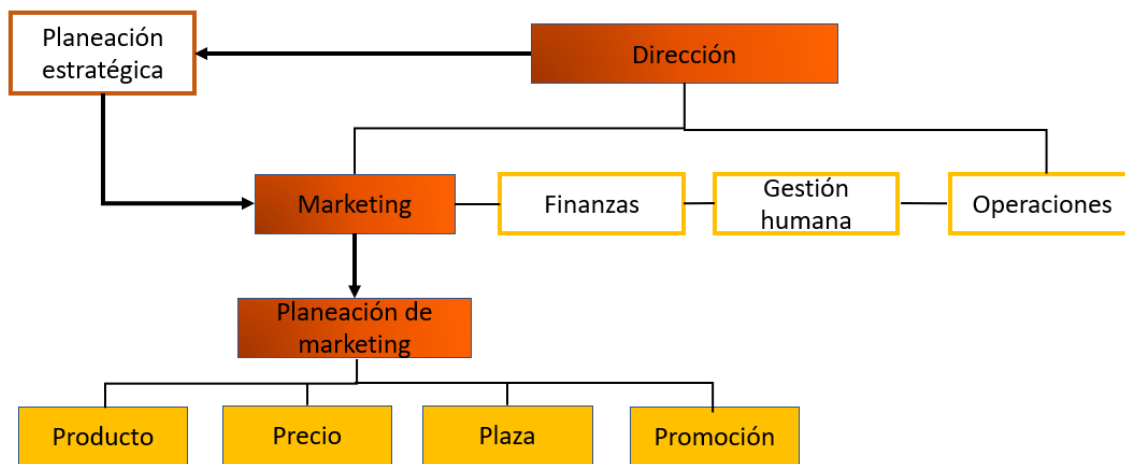 Planeación
estratégica
Dirección
Marketing
Finanzas
Gestión
humana
Operaciones
Planeación de
marketing
Producto
Precio
Plaza
Promoción